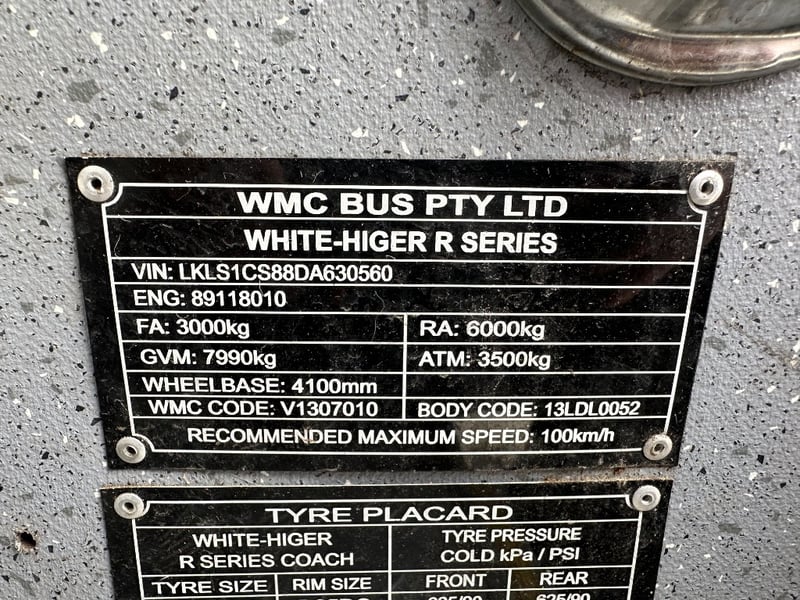 WMC BUS PTY LTD
WHITE-HIGER R SERIES
VIN: LKLS1CS88DA630560
ENG: 89118010
FA: 3000kg RA: 6000kg
GVM: 7990kg ATM: 3500kg
WHEELBASE: 4100mm
WMC CODE: V1307010 BODY CODE: 13LDL0052
RECOMMENDED MAXIMUM SPEED: 100km/h
TYRE PLACARD
WHITE-HIGER TYRE PRESSURE
R SERIES COACH COLD kPa / PSI
TYRE SIZE RIM SIZE FRONT REAR